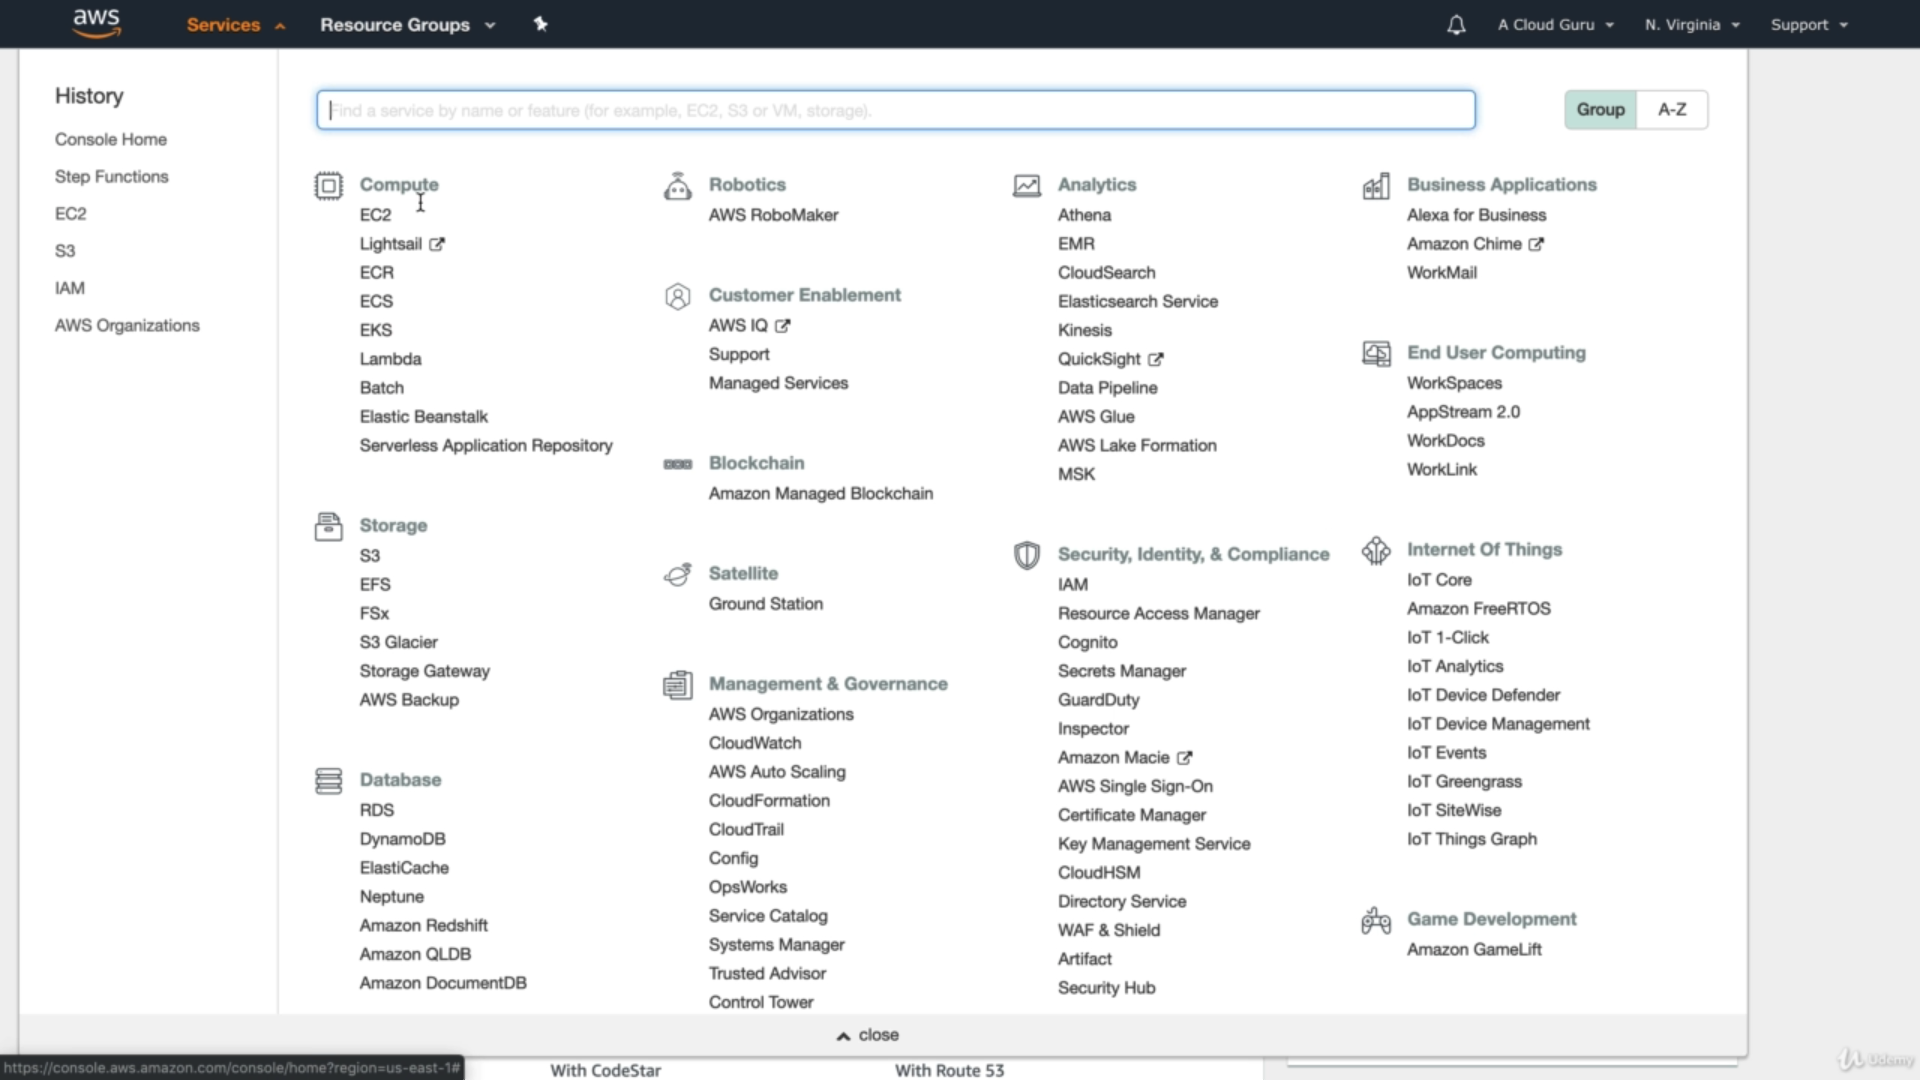 aws
Services
Resource Groups
A Cloud Guru
N. Virginia
Support
History
Console Home
Step Functions
EC2
S3
IAM
AWS Organizations
Find a service by name or feature (for example, EC2, S3 or VM, storage).
Group
A-Z
Compute
EC2
Lightsail
ECR
ECS
EKS
Lambda
Batch
Elastic Beanstalk
Serverless Application Repository
Storage
S3
EFS
FSx
S3 Glacier
Storage Gateway
AWS Backup
Database
RDS
DynamoDB
ElastiCache
Neptune
Amazon Redshift
Amazon QLDB
Amazon DocumentDB
Robotics
AWS RoboMaker
Customer Enablement
AWS IQ
Support
Managed Services
Blockchain
Amazon Managed Blockchain
Satellite
Ground Station
Management & Governance
AWS Organizations
CloudWatch
AWS Auto Scaling
CloudFormation
CloudTrail
Config
OpsWorks
Service Catalog
Systems Manager
Trusted Advisor
Control Tower
Analytics
Athena
EMR
CloudSearch
Elasticsearch Service
Kinesis
QuickSight
Data Pipeline
AWS Glue
AWS Lake Formation
MSK
Security, Identity, & Compliance
IAM
Resource Access Manager
Cognito
Secrets Manager
GuardDuty
Inspector
Amazon Macie
AWS Single Sign-On
Certificate Manager
Key Management Service
CloudHSM
Directory Service
WAF & Shield
Artifact
Security Hub
Business Applications
Alexa for Business
Amazon Chime
WorkMail
End User Computing
WorkSpaces
AppStream 2.0
WorkDocs
WorkLink
Internet Of Things
IoT Core
Amazon FreeRTOS
IoT 1-Click
IoT Analytics
IoT Device Defender
IoT Device Management
IoT Events
IoT Greengrass
IoT SiteWise
IoT Things Graph
Game Development
Amazon GameLift
close
https://console.aws.amazon.com/console/home?region=us-east-1#
With CodeStar
With Route 53
Udemy